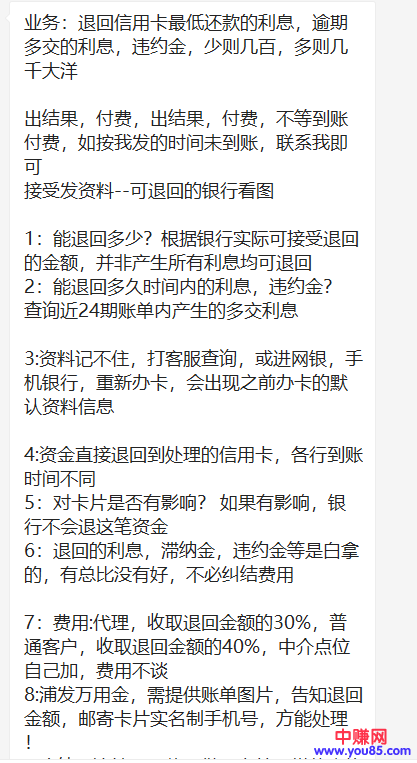 业务：退回信用卡最低还款的利息，逾期
多交的利息，违约金，少则几百，多则几
千大洋
出结果，付费，出结果，付费，不等到账
付费，如按我发的时间未到账，联系我即
可
接受发资料--可退回的银行看图
1：能退回多少？根据银行实际可接受退回
的金额，并非产生所有利息均可退回
2：能退回多久时间内的利息，违约金？
查询近24期账单内产生的多交利息
3:资料记不住，打客服查询，或进网银，手
机银行，重新办卡，会出现之前办卡的默
认资料信息
4:资金直接退回到处理的信用卡，各行到账
时间不同
5：对卡片是否有影响？ 如果有影响，银
行不会退这笔资金
6：退回的利息，滞纳金，违约金等是白拿
的，有总比没有好，不必纠结费用
7：费用:代理，收取退回金额的30%，普
通客户，收取退回金额的40%，中介点位
自己加，费用不谈
8:浦发万用金，需提供账单图片，告知退回
金额，邮寄卡片实名制手机号，方能处理
！
中赚网
www.you85.com